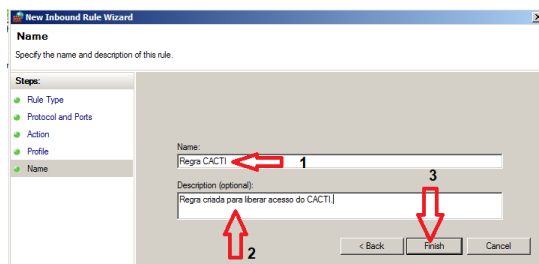 New Inbound Rule Wizard
Name
Specify the name and description of this rule.
Steps:
Rule Type
Protocol and Ports
Action
Profile
Name
Name:
Regra CACTI
1
Description (optional):
Regra criada para liberar acesso do CACTI.
2
3
< Back
Finish
Cancel